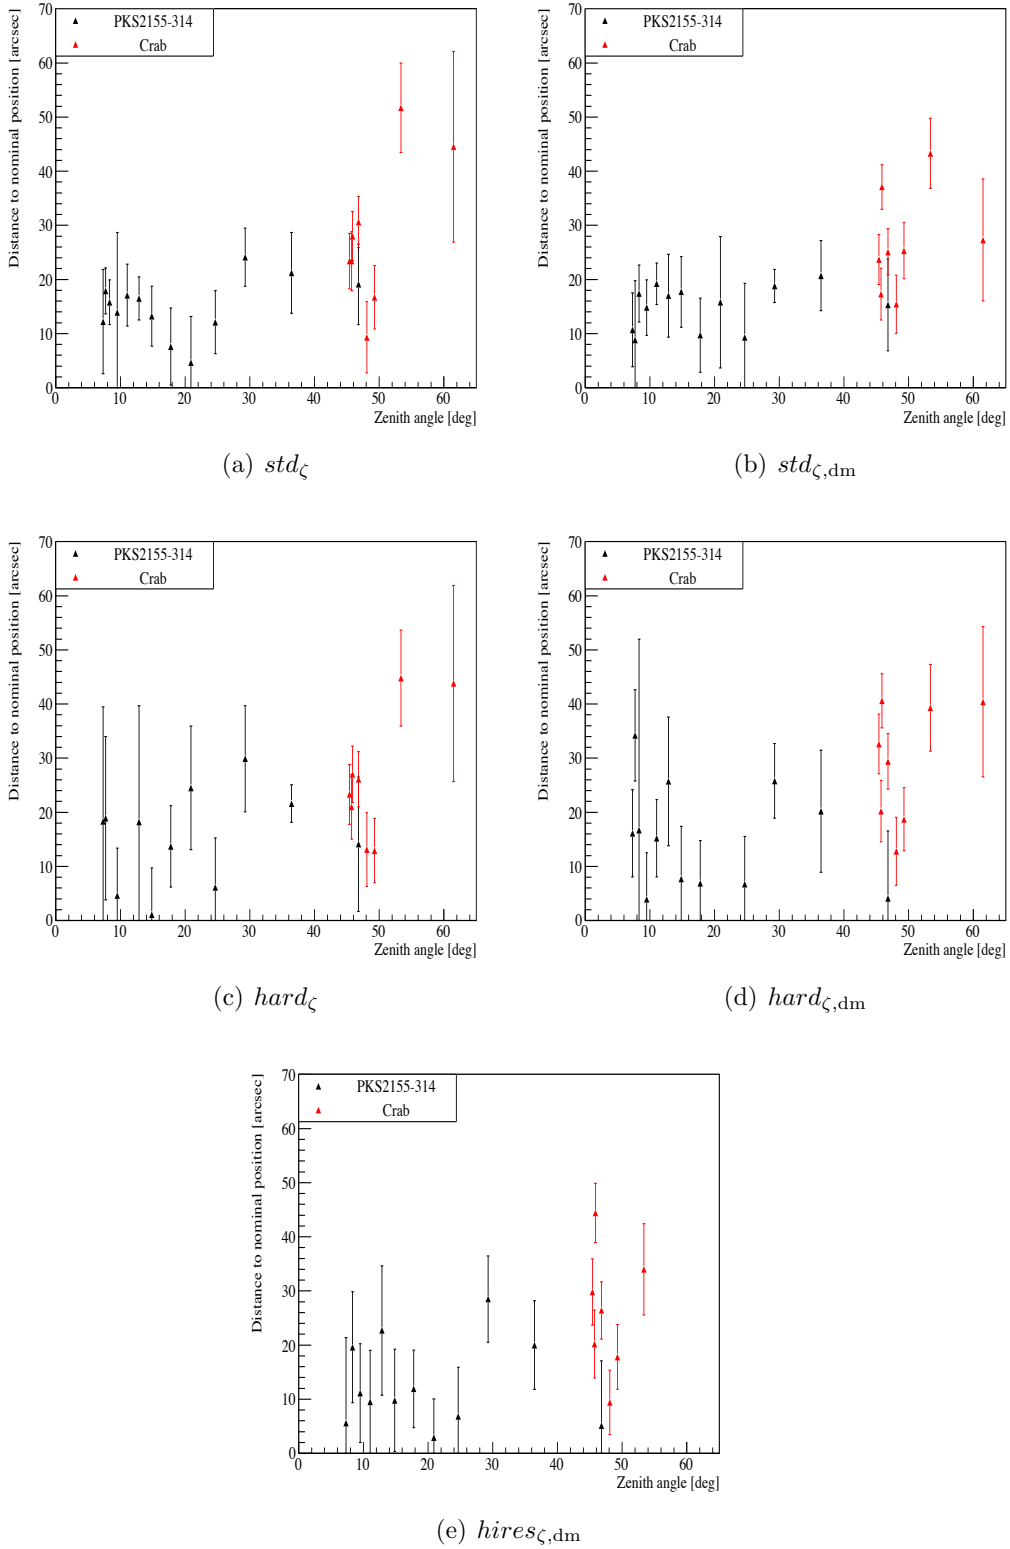 Distance to nominal position [arcsec]
PKS2155-314
Crab
70
60
50
40
30
20
10
0
0 10 20 30 40 50 60
Zenith angle [deg]
(a) std_ζ
Distance to nominal position [arcsec]
PKS2155-314
Crab
70
60
50
40
30
20
10
0
0 10 20 30 40 50 60
Zenith angle [deg]
(b) std_ζ,dm
Distance to nominal position [arcsec]
PKS2155-314
Crab
70
60
50
40
30
20
10
0
0 10 20 30 40 50 60
Zenith angle [deg]
(c) hard_ζ
Distance to nominal position [arcsec]
PKS2155-314
Crab
70
60
50
40
30
20
10
0
0 10 20 30 40 50 60
Zenith angle [deg]
(d) hard_ζ,dm
Distance to nominal position [arcsec]
PKS2155-314
Crab
70
60
50
40
30
20
10
0
0 10 20 30 40 50 60
Zenith angle [deg]
(e) hires_ζ,dm